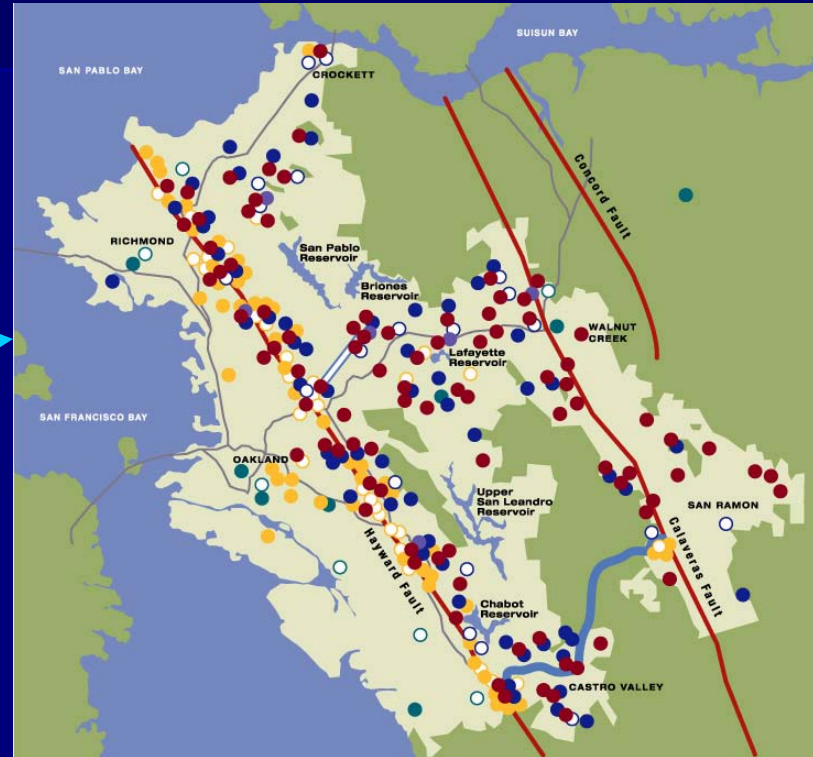 SUISUN BAY
SAN PABLO BAY
CROCKETT
Concord Fault
RICHMOND
San Pablo
Reservoir
Briones
Reservoir
WALNUT
CREEK
Lafayette
Reservoir
SAN FRANCISCO BAY
OAKLAND
Upper
San Leandro
Reservoir
SAN RAMON
Hayward Fault
Calaveras Fault
Chabot
Reservoir
CASTRO VALLEY